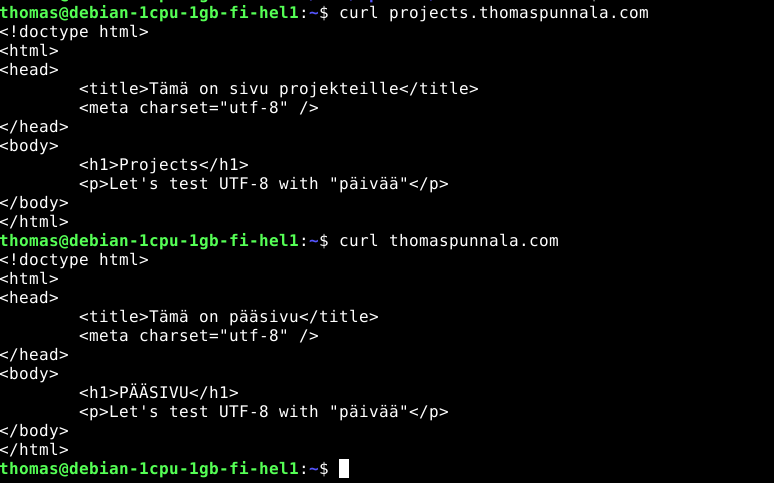 thomas@debian-1cpu-1gb-fi-hel1:~$ curl projects.thomaspunnala.com
<!doctype html>
<html>
<head>
        <title>Tämä on sivu projekteille</title>
        <meta charset="utf-8" />
</head>
<body>
        <h1>Projects</h1>
        <p>Let's test UTF-8 with "päivää"</p>
</body>
</html>
thomas@debian-1cpu-1gb-fi-hel1:~$ curl thomaspunnala.com
<!doctype html>
<html>
<head>
        <title>Tämä on pääsivu</title>
        <meta charset="utf-8" />
</head>
<body>
        <h1>PÄÄSIVU</h1>
        <p>Let's test UTF-8 with "päivää"</p>
</body>
</html>
thomas@debian-1cpu-1gb-fi-hel1:~$